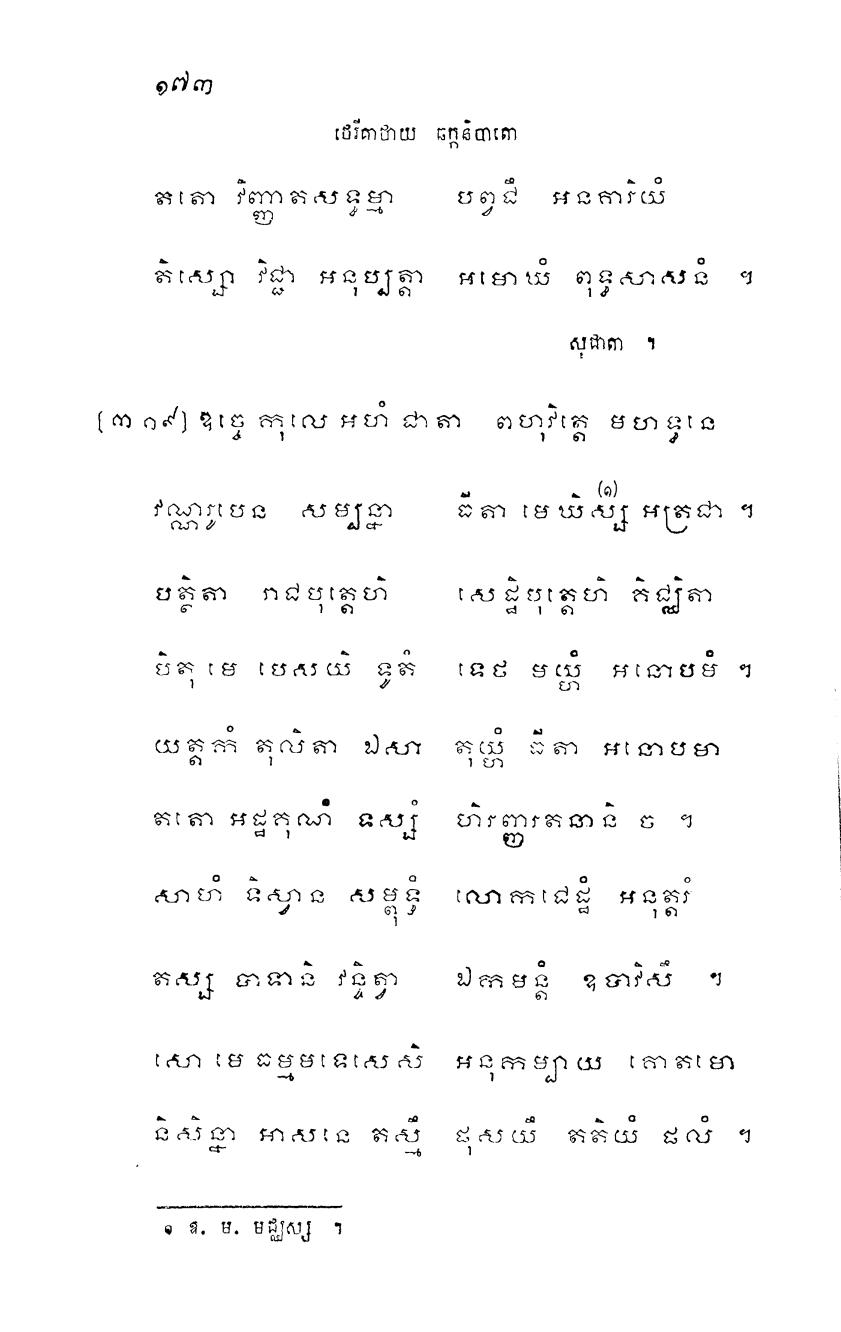 ១៧៣
ថេរីគាថាយ ឆក្កនិបាតោ
តតោ វិញ្ញាតសទ្ធម្មា បព្វជឹ អនគារិយំ
តិស្សោ វិជ្ជា អនុប្បត្តា អមោឃំ ពុទ្ធសាសនំ ។
សុជាតា ។
[៣១៩] ឧច្ចេ កុលេ អហំ ជាតា ពហុវិត្តេ មហទ្ធនេ
វណ្ណរូបេន សម្បន្នា ធីតា មេឃិស្ស (១) អត្រជា ។
បត្ថិតា រាជបុត្តេហិ សេដ្ឋិបុត្តេហិ គិជ្ឈិតា
បិតុ មេ បេសយិ ទូតំ ទេថ មយ្ហំ អនោបមំ ។
យត្តកំ តុលិតា ឯសា តុយ្ហំ ធីតា អនោបមា
តតោ អដ្ឋគុណំ ទស្សំ ហិរញ្ញរតនានិ ច ។
សាហំ ទិស្វាន សម្ពុទ្ធំ លោកជេដ្ឋំ អនុត្តរំ
តស្ស បាទានិ វន្ទិត្វា ឯកមន្តំ ឧបាវិសឹ ។
សោ មេ ធម្មមទេសេសិ អនុកម្បាយ គោតមោ
និសិន្នា អាសនេ តស្មឹ ផុសយឹ តតិយំ ផលំ ។
១ ឱ. ម. មជ្ឈស្ស ។